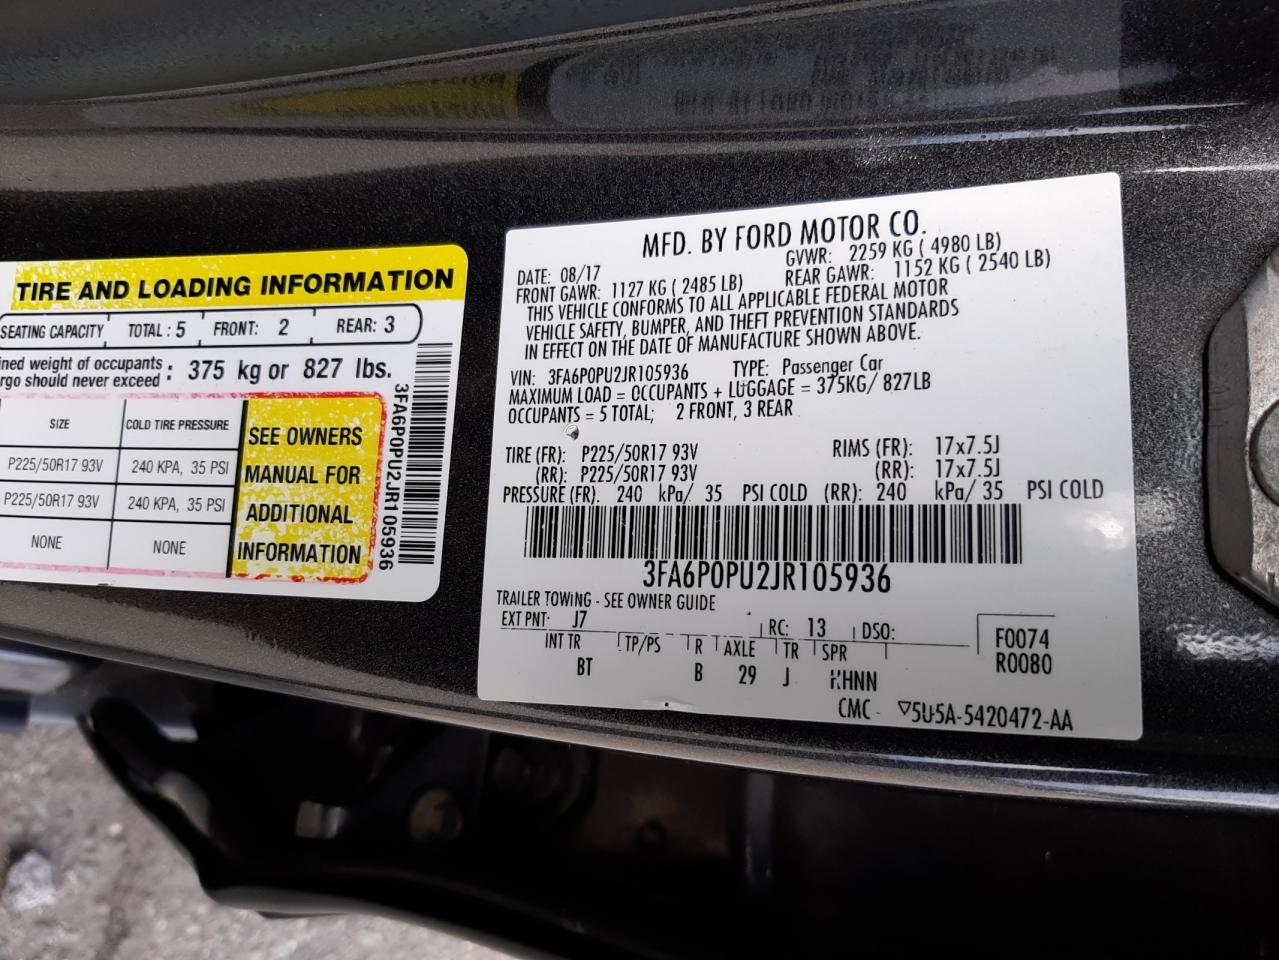 TIRE AND LOADING INFORMATION
SEATING CAPACITY TOTAL : 5 FRONT: 2 REAR: 3
ined weight of occupants
rgo should never exceed : 375 kg or 827 lbs.
SIZE COLD TIRE PRESSURE
P225/50R17 93V 240 KPA, 35 PSI
P225/50R17 93V 240 KPA, 35 PSI
NONE NONE
SEE OWNERS
MANUAL FOR
ADDITIONAL
INFORMATION
3FA6P0PU2JR105936
MFD. BY FORD MOTOR CO.
DATE: 08/17 GVWR: 2259 KG ( 4980 LB)
FRONT GAWR: 1127 KG ( 2485 LB) REAR GAWR: 1152 KG ( 2540 LB)
THIS VEHICLE CONFORMS TO ALL APPLICABLE FEDERAL MOTOR
VEHICLE SAFETY, BUMPER, AND THEFT PREVENTION STANDARDS
IN EFFECT ON THE DATE OF MANUFACTURE SHOWN ABOVE.
VIN: 3FA6P0PU2JR105936 TYPE: Passenger Car
MAXIMUM LOAD = OCCUPANTS + LUGGAGE = 375KG/ 827LB
OCCUPANTS = 5 TOTAL; 2 FRONT, 3 REAR
TIRE (FR): P225/50R17 93V RIMS (FR): 17x7.5J
(RR): P225/50R17 93V (RR): 17x7.5J
PRESSURE (FR): 240 kPa/ 35 PSI COLD (RR): 240 kPa/ 35 PSI COLD
3FA6P0PU2JR105936
TRAILER TOWING - SEE OWNER GUIDE
EXT PNT: J7 RC: 13 DSO: F0074
INT TR TP/PS R AXLE TR SPR R0080
BT B 29 J HHNN
CMC - ▽5U5A-5420472-AA